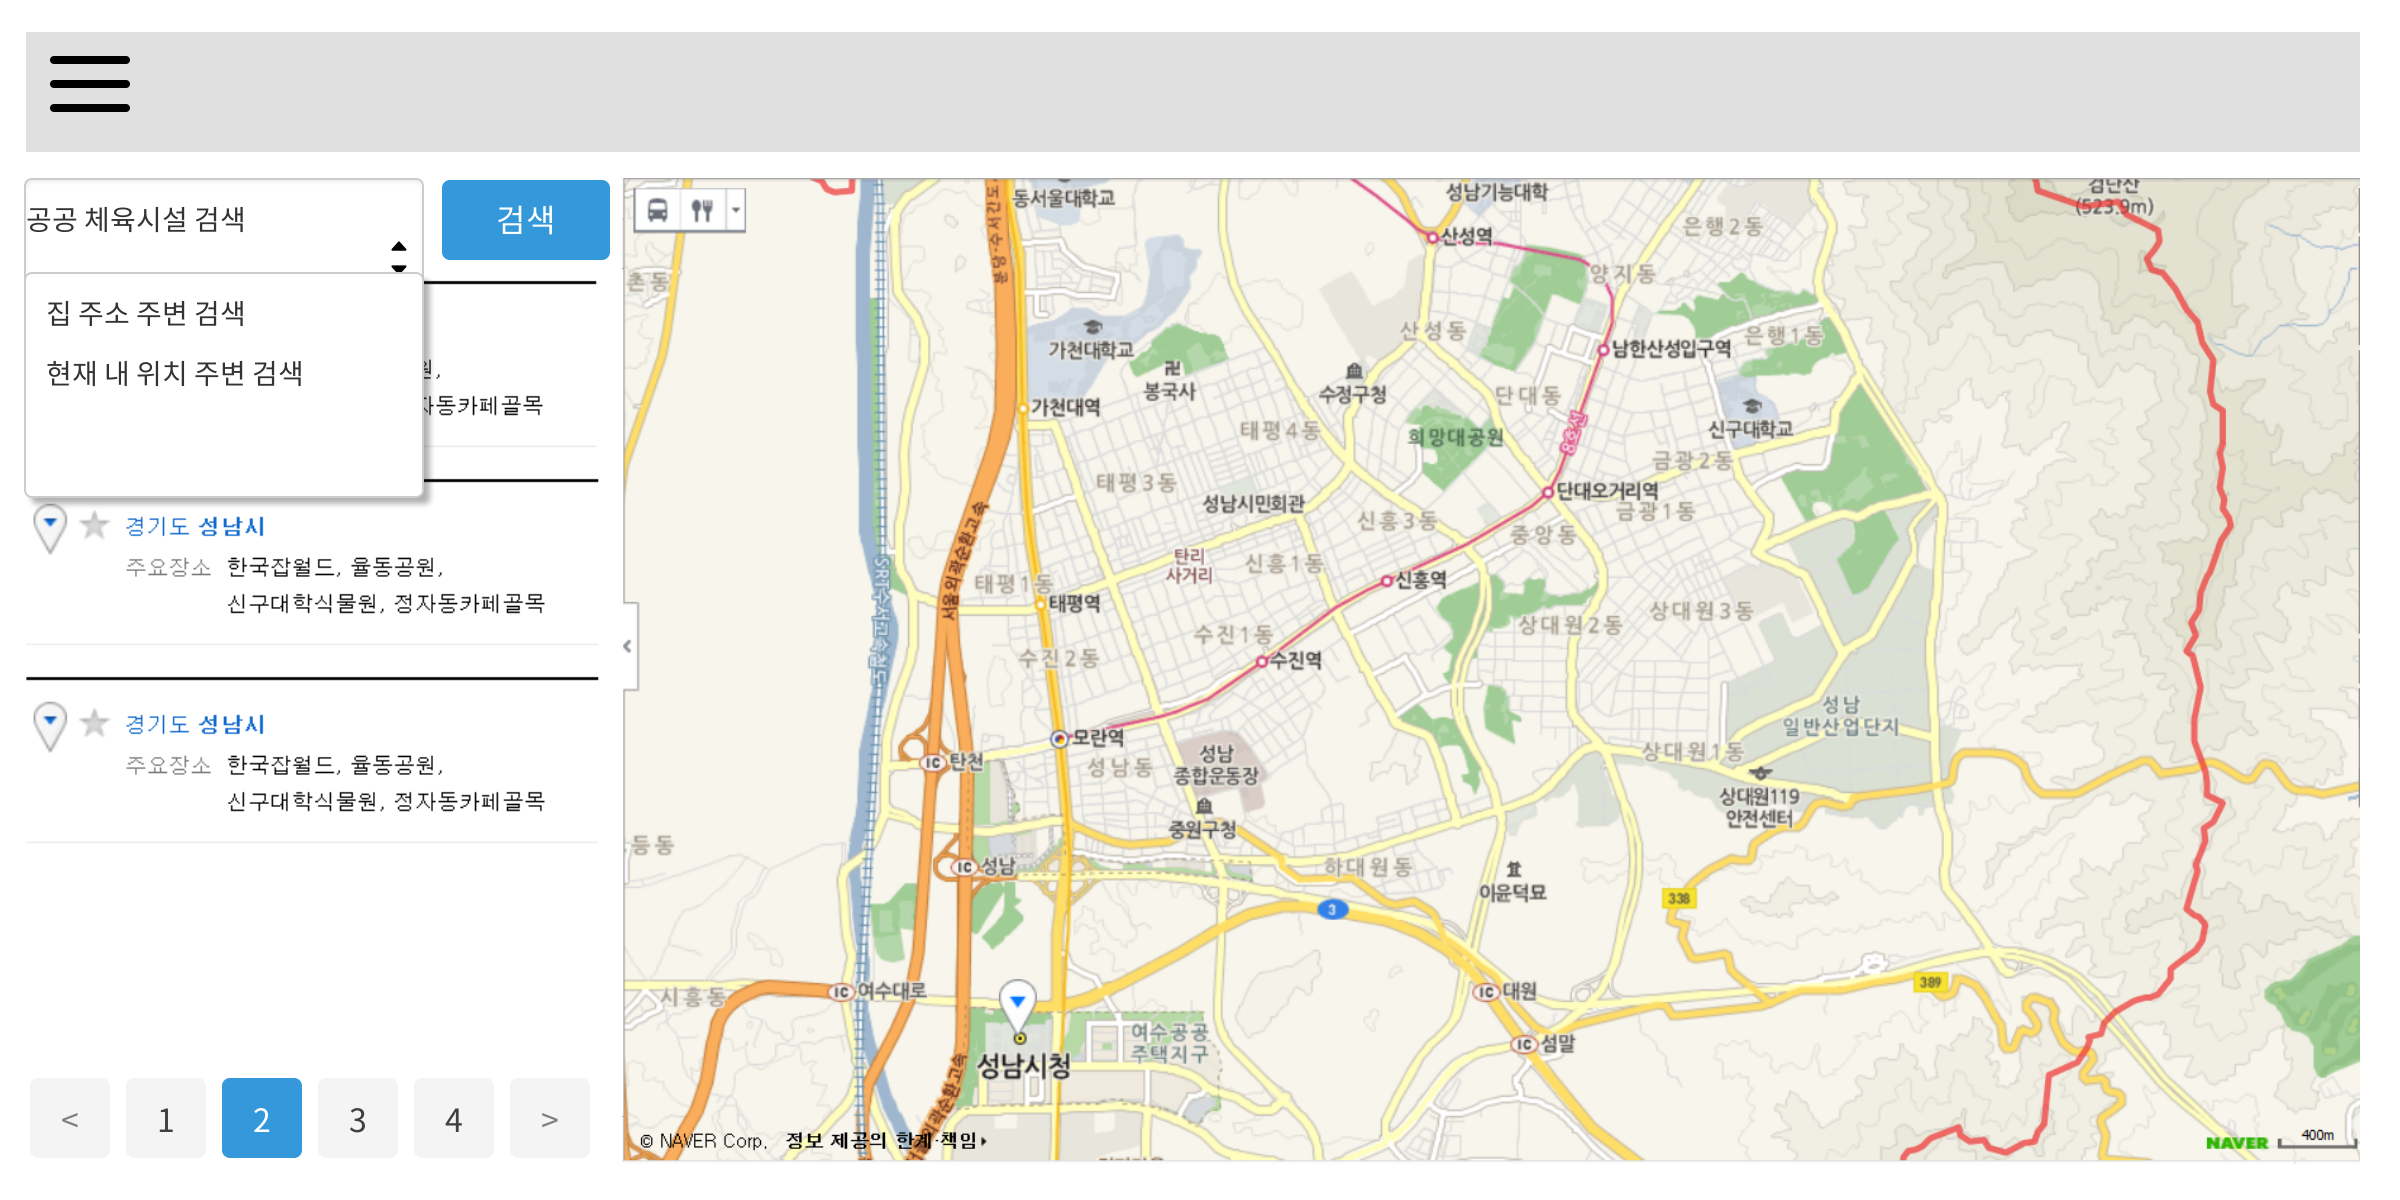 공공 체육시설 검색
검색
집 주소 주변 검색
현재 내 위치 주변 검색
정자동카페골목
경기도 성남시
주요장소 한국잡월드, 율동공원,
신구대학식물원, 정자동카페골목
경기도 성남시
주요장소 한국잡월드, 율동공원,
신구대학식물원, 정자동카페골목
< 1 2 3 4 >
동서울대학교
성남기능대학
검단산
(523.9m)
은행2동
산성역
분당·수서간도
촌동
양지동
산성동
은행1동
가천대학교
남한산성입구역
봉국사
수정구청
단대동
가천대역
8호선
신구대학교
태평4동
희망대공원
금광2동
태평3동
단대오거리역
성남시민회관
금광1동
신흥3동
중앙동
서울외곽순환고속
탄리
사거리
신흥1동
SRT수서고속철도
태평1동
신흥역
태평역
상대원3동
수진1동
상대원2동
수진2동
수진역
성남
일반산업단지
모란역
성남
종합운동장
상대원1동
IC 탄천
성남동
상대원119
안전센터
중원구청
등동
IC 성남
하대원동
이윤덕묘
338
3
389
시흥동
IC 여수대로
IC 대원
여수공공
주택지구
IC 섬말
성남시청
서울외곽순환고속
© NAVER Corp. 정보 제공의 한계·책임
NAVER
400m